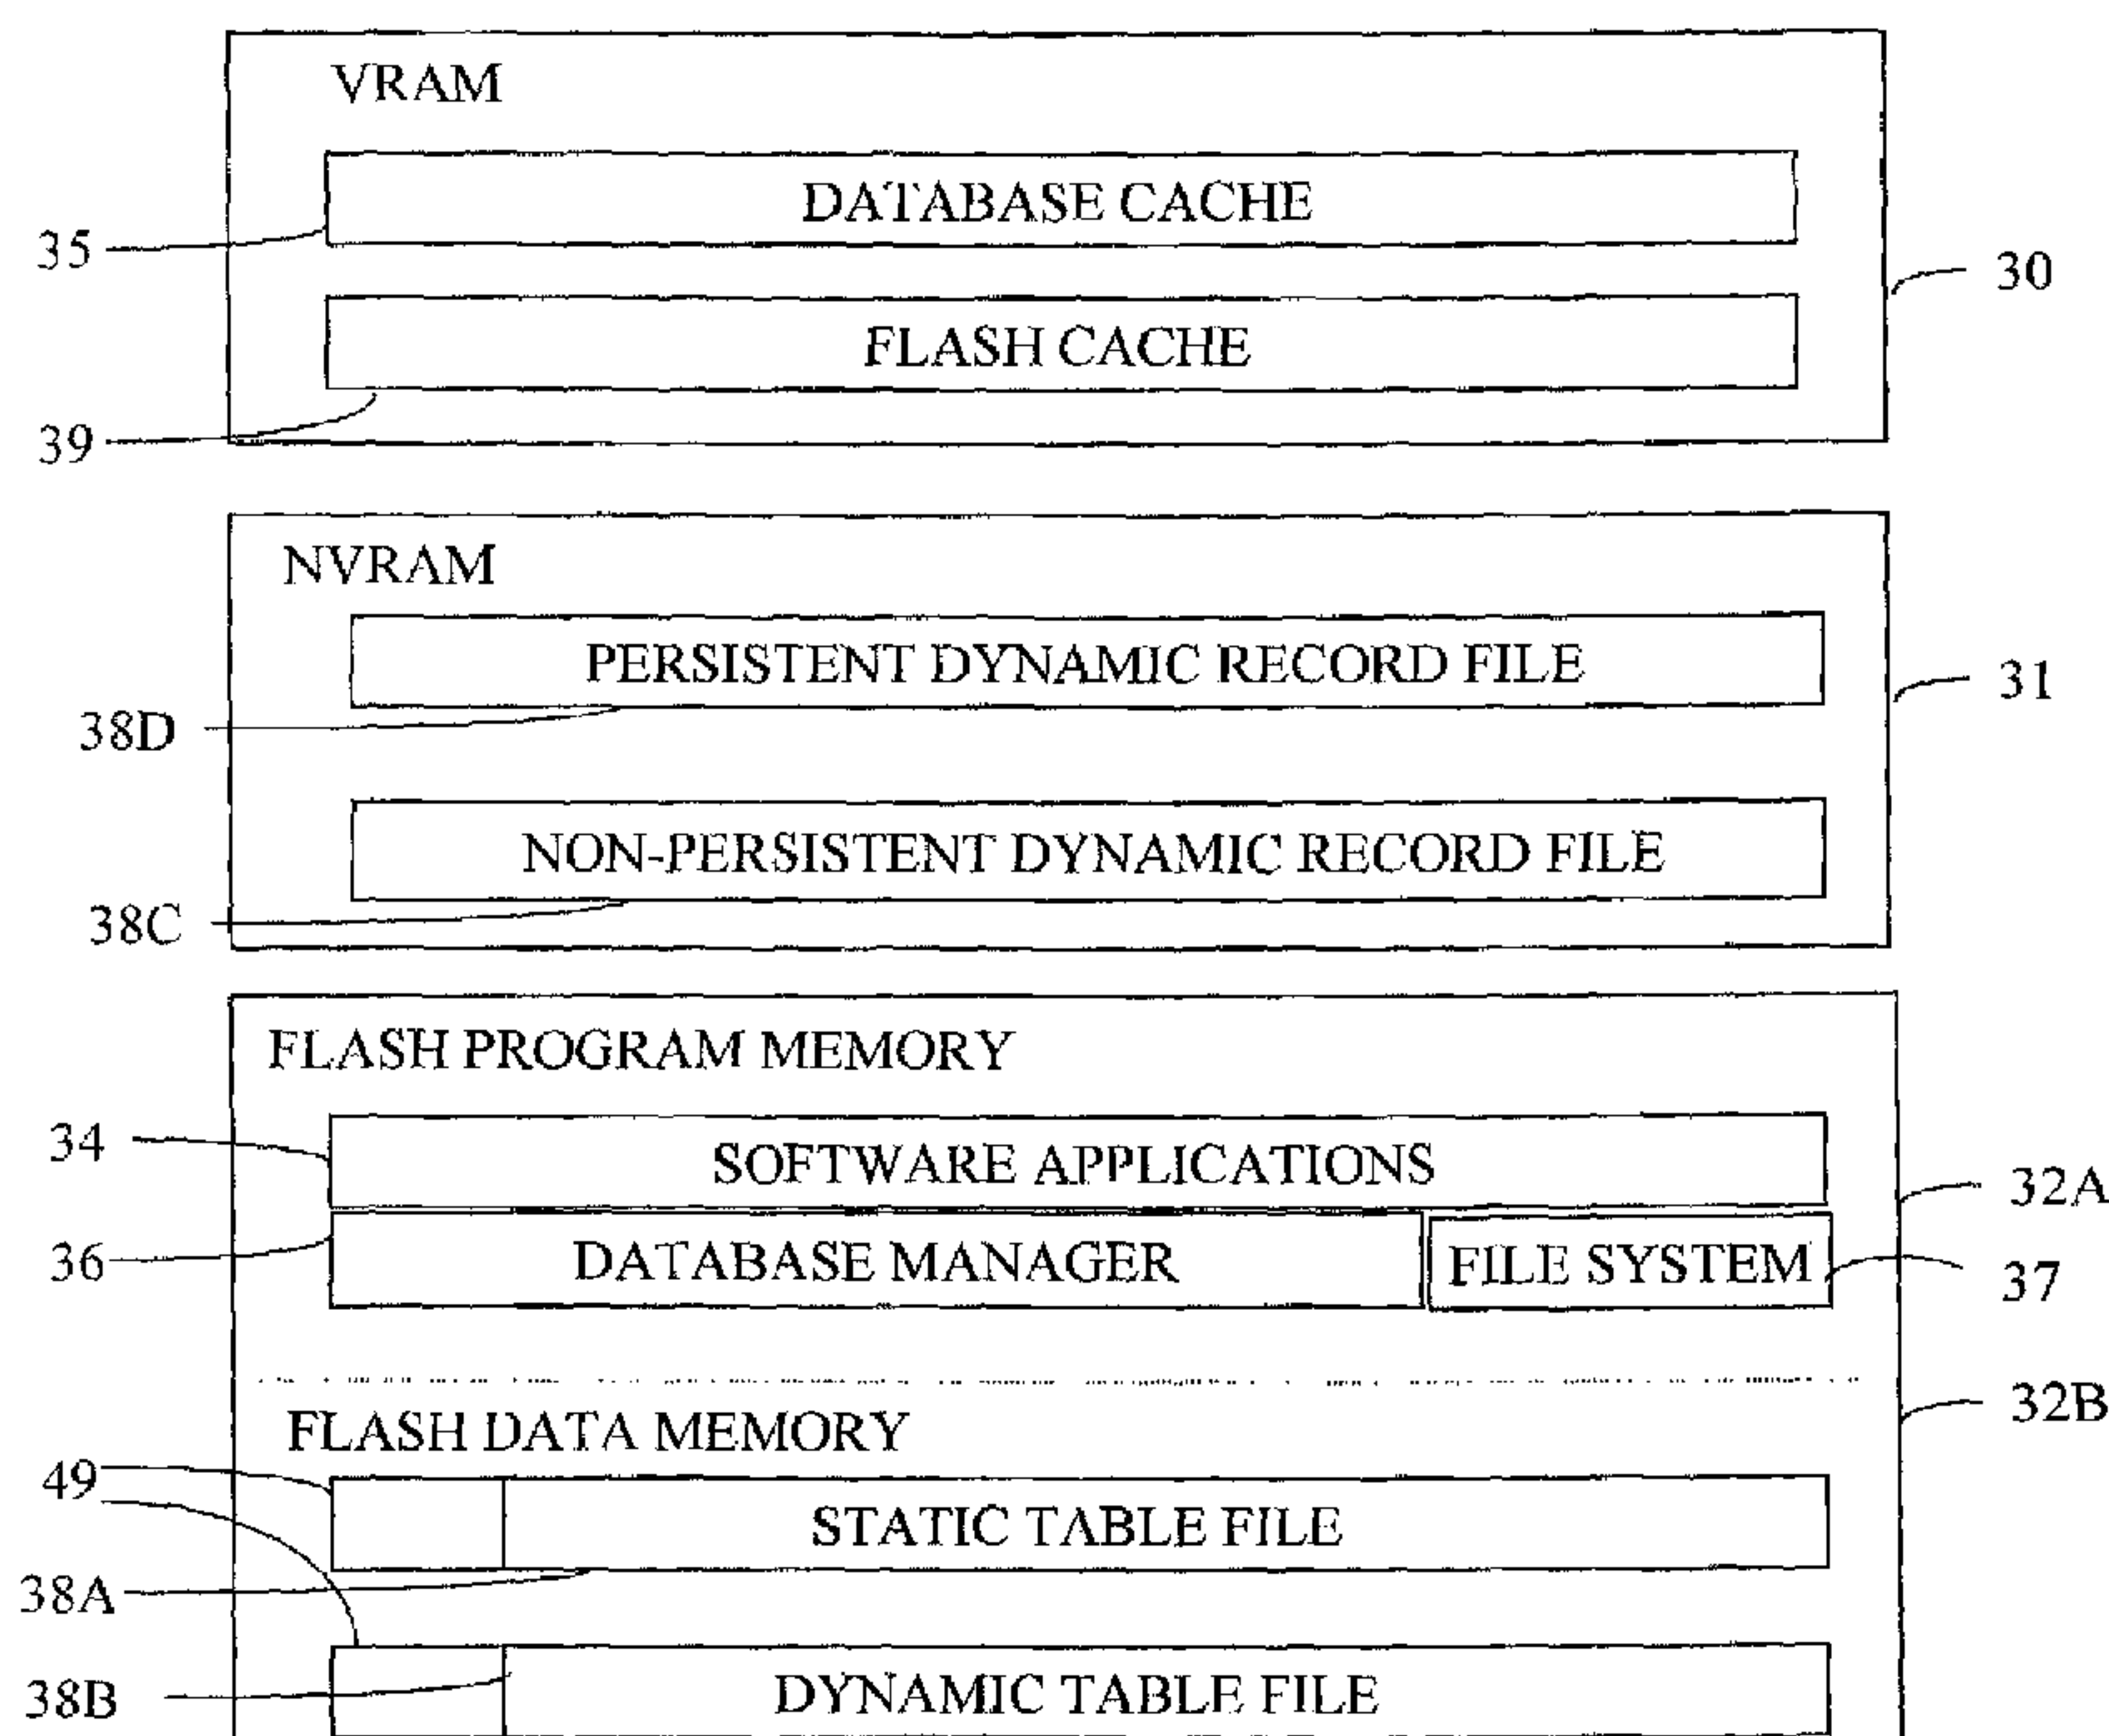 VRAM
DATABASE CACHE
35
30
FLASH CACHE
39
NVRAM
PERSISTENT DYNAMIC RECORD FILE
31
38D
NON-PERSISTENT DYNAMIC RECORD FILE
38C
FLASH PROGRAM MEMORY
34
SOFTWARE APPLICATIONS
32A
36
DATABASE MANAGER
FILE SYSTEM
37
32B
FLASH DATA MEMORY
49
STATIC TABLE FILE
38A
38B
DYNAMIC TABLE FILE